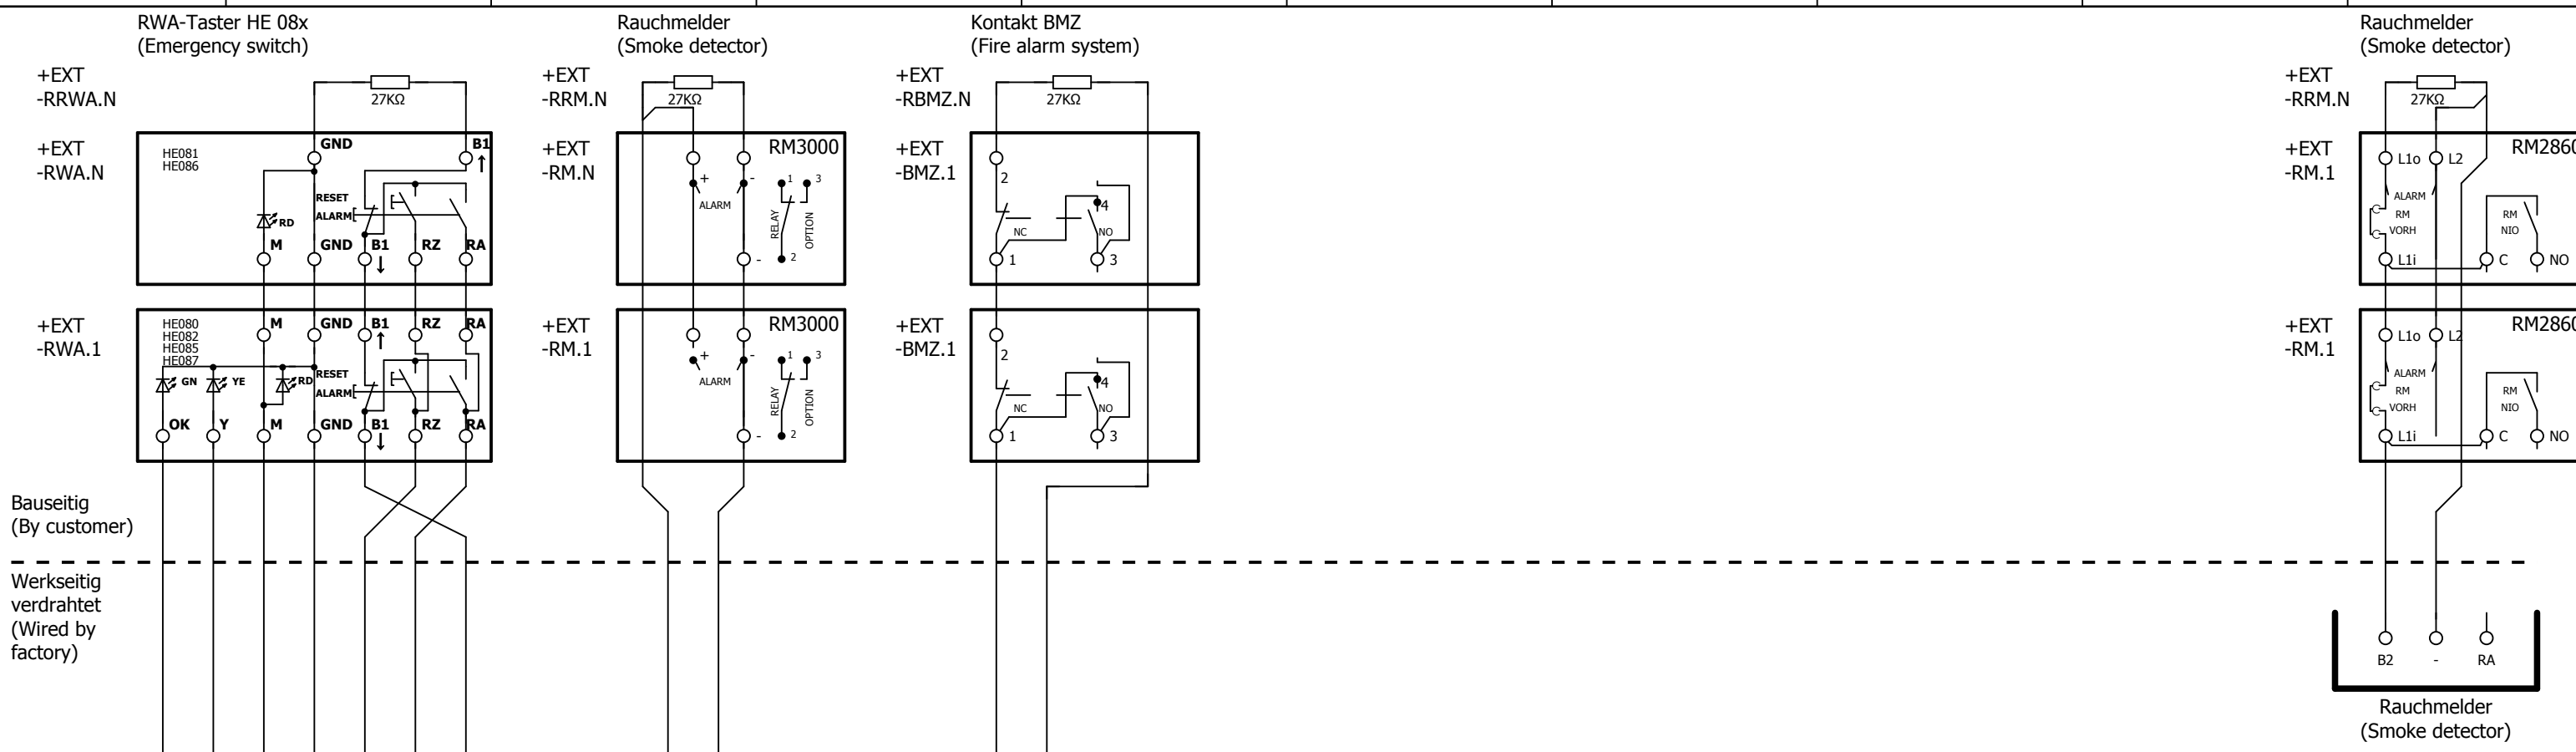 RWA-Taster HE 08x
(Emergency switch)
+EXT
-RRWA.N
27KΩ
+EXT
-RWA.N
HE081
HE086
GND
B1
RESET
ALARM
RD
M
GND
B1
RZ
RA
+EXT
-RWA.1
HE080
HE082
HE085
HE087
M
GND
B1
RZ
RA
GN
YE
RD
RESET
ALARM
OK
Y
M
GND
B1
RZ
RA
Rauchmelder
(Smoke detector)
+EXT
-RRM.N
27KΩ
+EXT
-RM.N
RM3000
+
-
1
3
ALARM
RELAY
OPTION
-
2
+EXT
-RM.1
RM3000
+
-
1
3
ALARM
RELAY
OPTION
-
2
Kontakt BMZ
(Fire alarm system)
+EXT
-RBMZ.N
27KΩ
+EXT
-BMZ.1
2
4
NC
NO
1
3
+EXT
-BMZ.1
2
4
NC
NO
1
3
Rauchmelder
(Smoke detector)
+EXT
-RRM.N
27KΩ
+EXT
-RM.1
RM2860
L1o
L2
ALARM
RM
VORH
RM
NIO
L1i
C
NO
+EXT
-RM.1
RM2860
L1o
L2
ALARM
RM
VORH
RM
NIO
L1i
C
NO
Bauseitig
(By customer)
Werkseitig
verdrahtet
(Wired by
factory)
B2
-
RA
Rauchmelder
(Smoke detector)